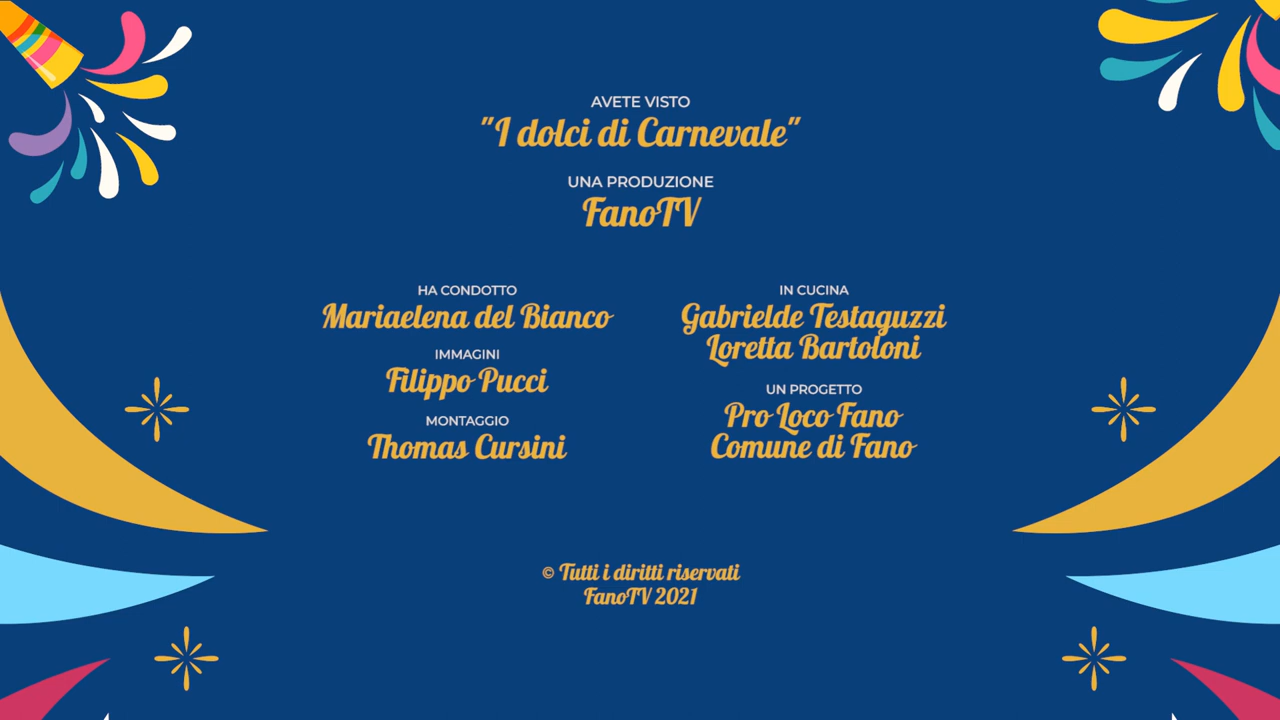 AVETE VISTO
"I dolci di Carnevale"
UNA PRODUZIONE
FanoTV
HA CONDOTTO
Mariaelena del Bianco
IMMAGINI
Filippo Pucci
MONTAGGIO
Thomas Cursini
IN CUCINA
Gabrielde Testaguzzi
Loretta Bartoloni
UN PROGETTO
Pro Loco Fano
Comune di Fano
© Tutti i diritti riservati
FanoTV 2021